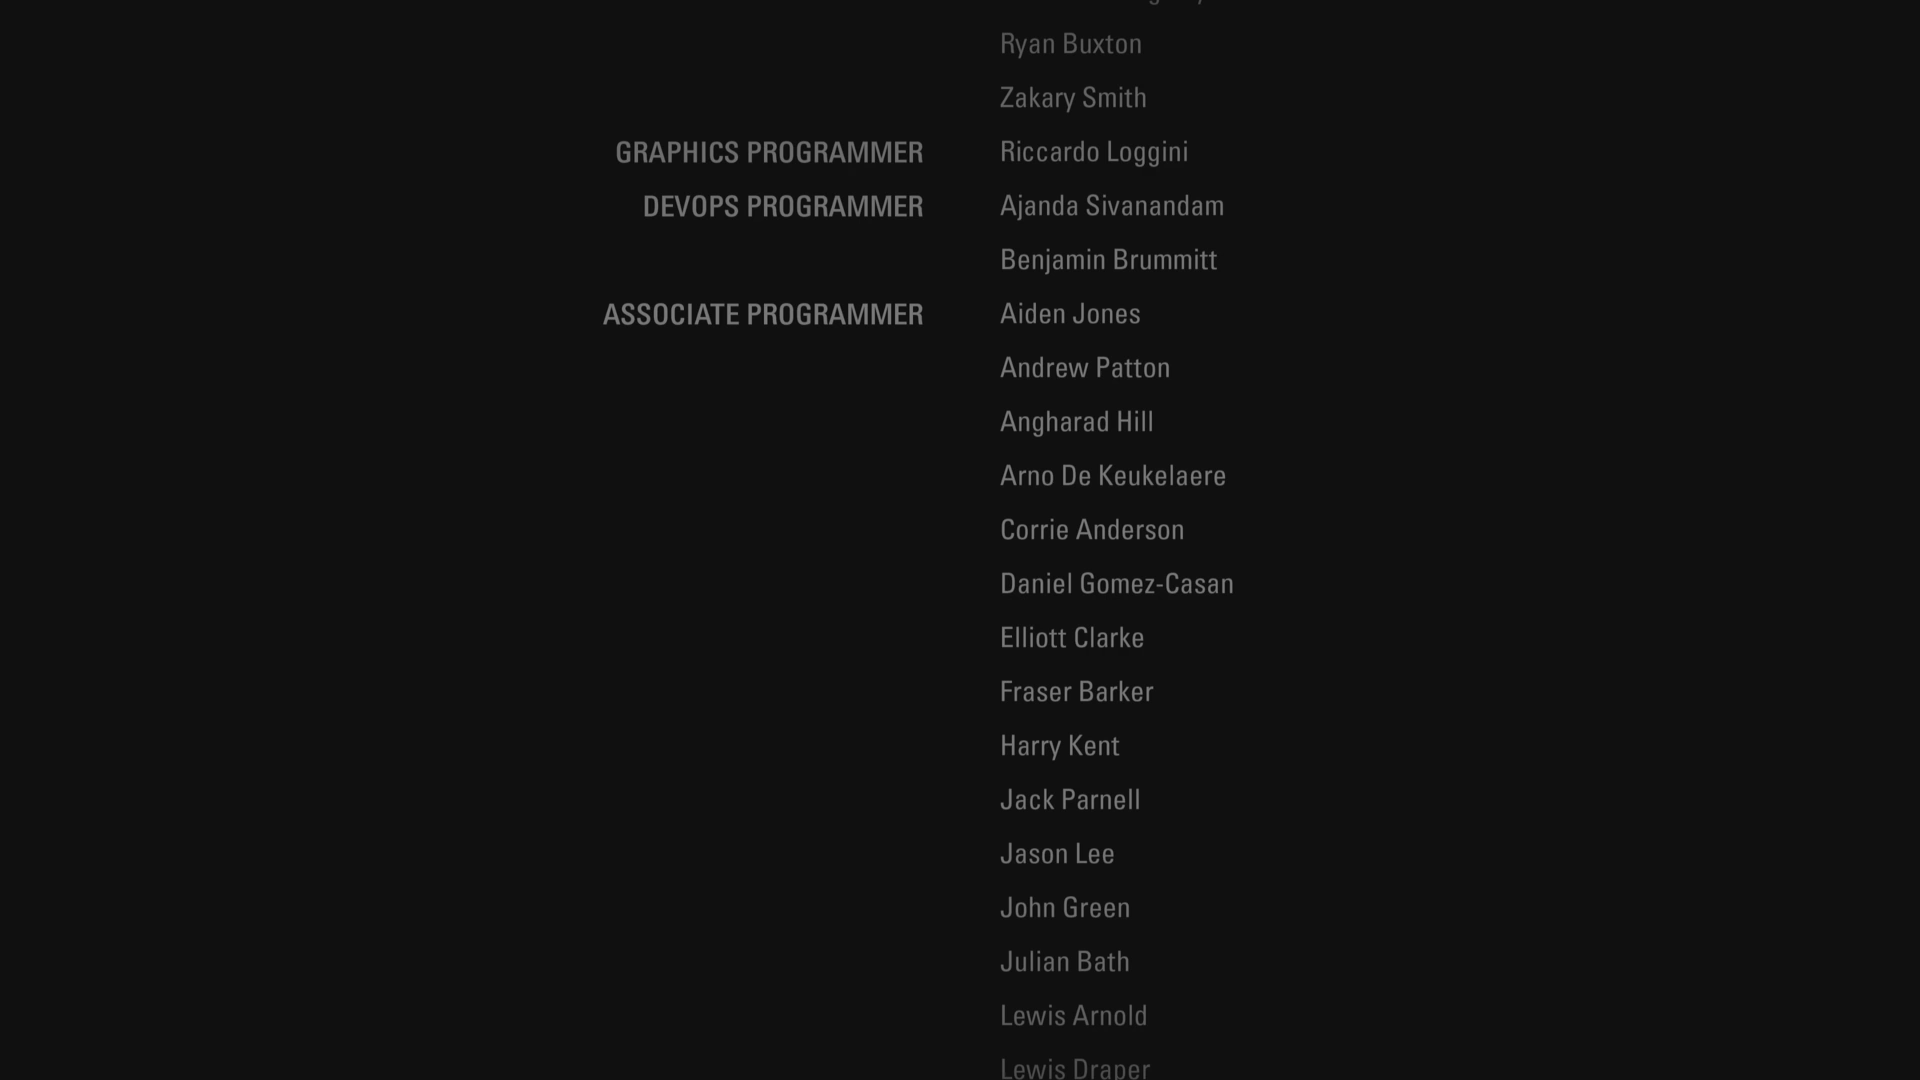 Ryan Buxton
Zakary Smith
GRAPHICS PROGRAMMER Riccardo Loggini
DEVOPS PROGRAMMER Ajanda Sivanandam
Benjamin Brummitt
ASSOCIATE PROGRAMMER Aiden Jones
Andrew Patton
Angharad Hill
Arno De Keukelaere
Corrie Anderson
Daniel Gomez-Casan
Elliott Clarke
Fraser Barker
Harry Kent
Jack Parnell
Jason Lee
John Green
Julian Bath
Lewis Arnold
Lewis Draper